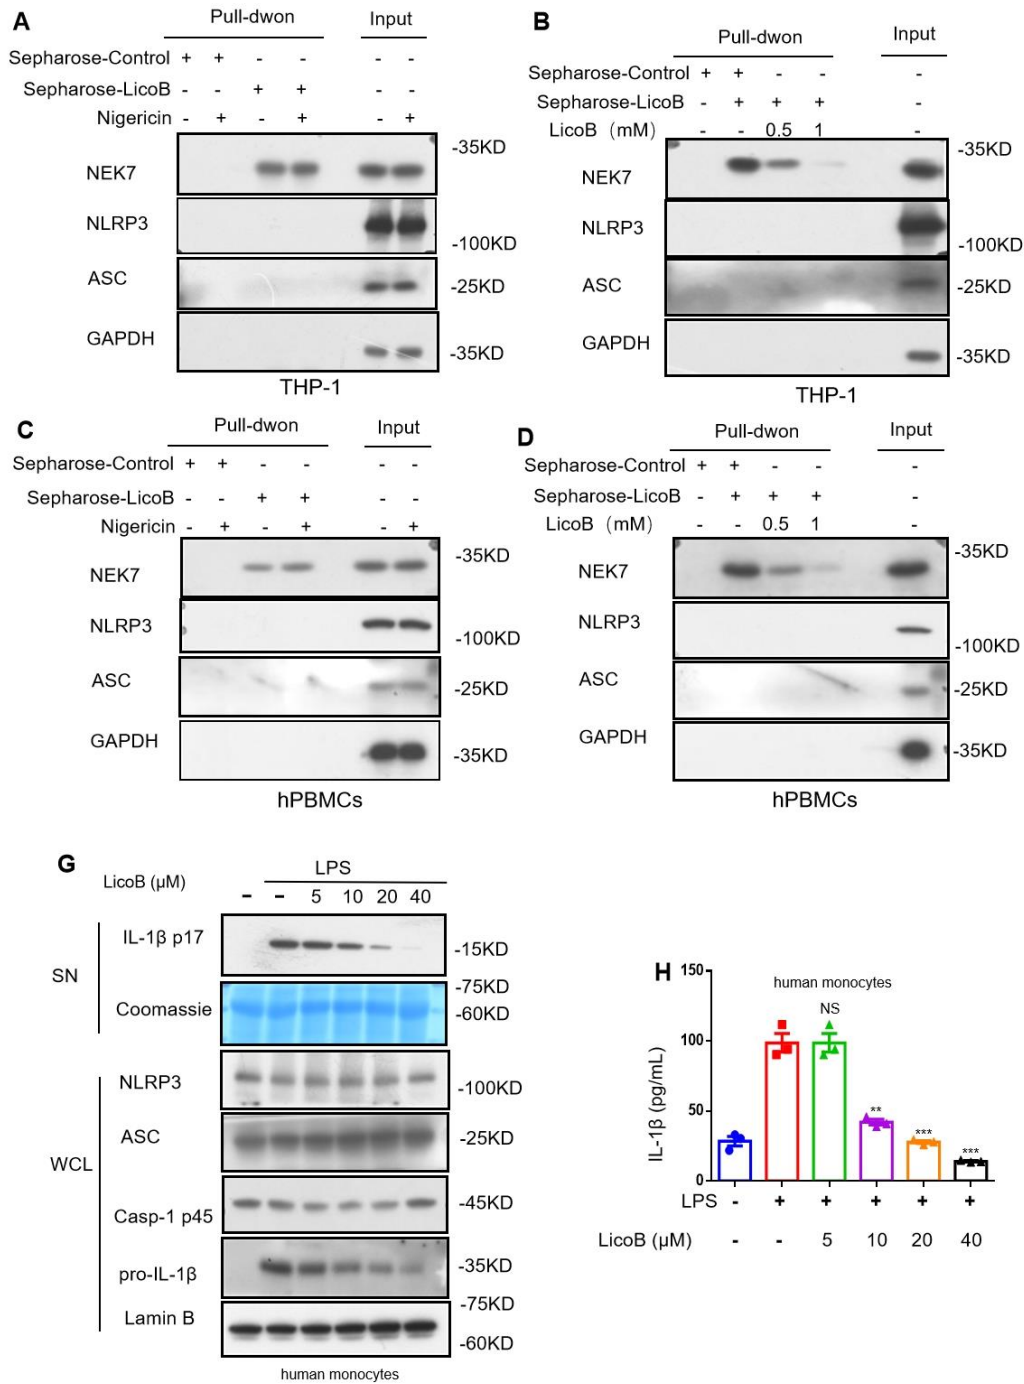 A
Pull-dwon Input
Sepharose-Control + + - - - -
Sepharose-LicoB - - + + - -
Nigericin - + - + - +
NEK7 -35KD
NLRP3 -100KD
ASC -25KD
GAPDH -35KD
THP-1
B
Pull-dwon Input
Sepharose-Control + + - - -
Sepharose-LicoB - + + + -
LicoB (mM) - - 0.5 1 -
NEK7 -35KD
NLRP3 -100KD
ASC -25KD
GAPDH -35KD
THP-1
C
Pull-dwon Input
Sepharose-Control + + - - - -
Sepharose-LicoB - - + + - -
Nigericin - + - + - +
NEK7 -35KD
NLRP3 -100KD
ASC -25KD
GAPDH -35KD
hPBMCs
D
Pull-dwon Input
Sepharose-Control + + - - -
Sepharose-LicoB - + + + -
LicoB (mM) - - 0.5 1 -
NEK7 -35KD
NLRP3 -100KD
ASC -25KD
GAPDH -35KD
hPBMCs
G
LPS
LicoB (μM) - - 5 10 20 40
SN
IL-1β p17 -15KD
Coomassie -75KD
-60KD
WCL
NLRP3 -100KD
ASC -25KD
Casp-1 p45 -45KD
pro-IL-1β -35KD
Lamin B -75KD
-60KD
human monocytes
H
human monocytes
IL-1β (pg/mL)
150
100
50
0
NS
**
***
***
LPS - + + + + +
LicoB (μM) - - 5 10 20 40